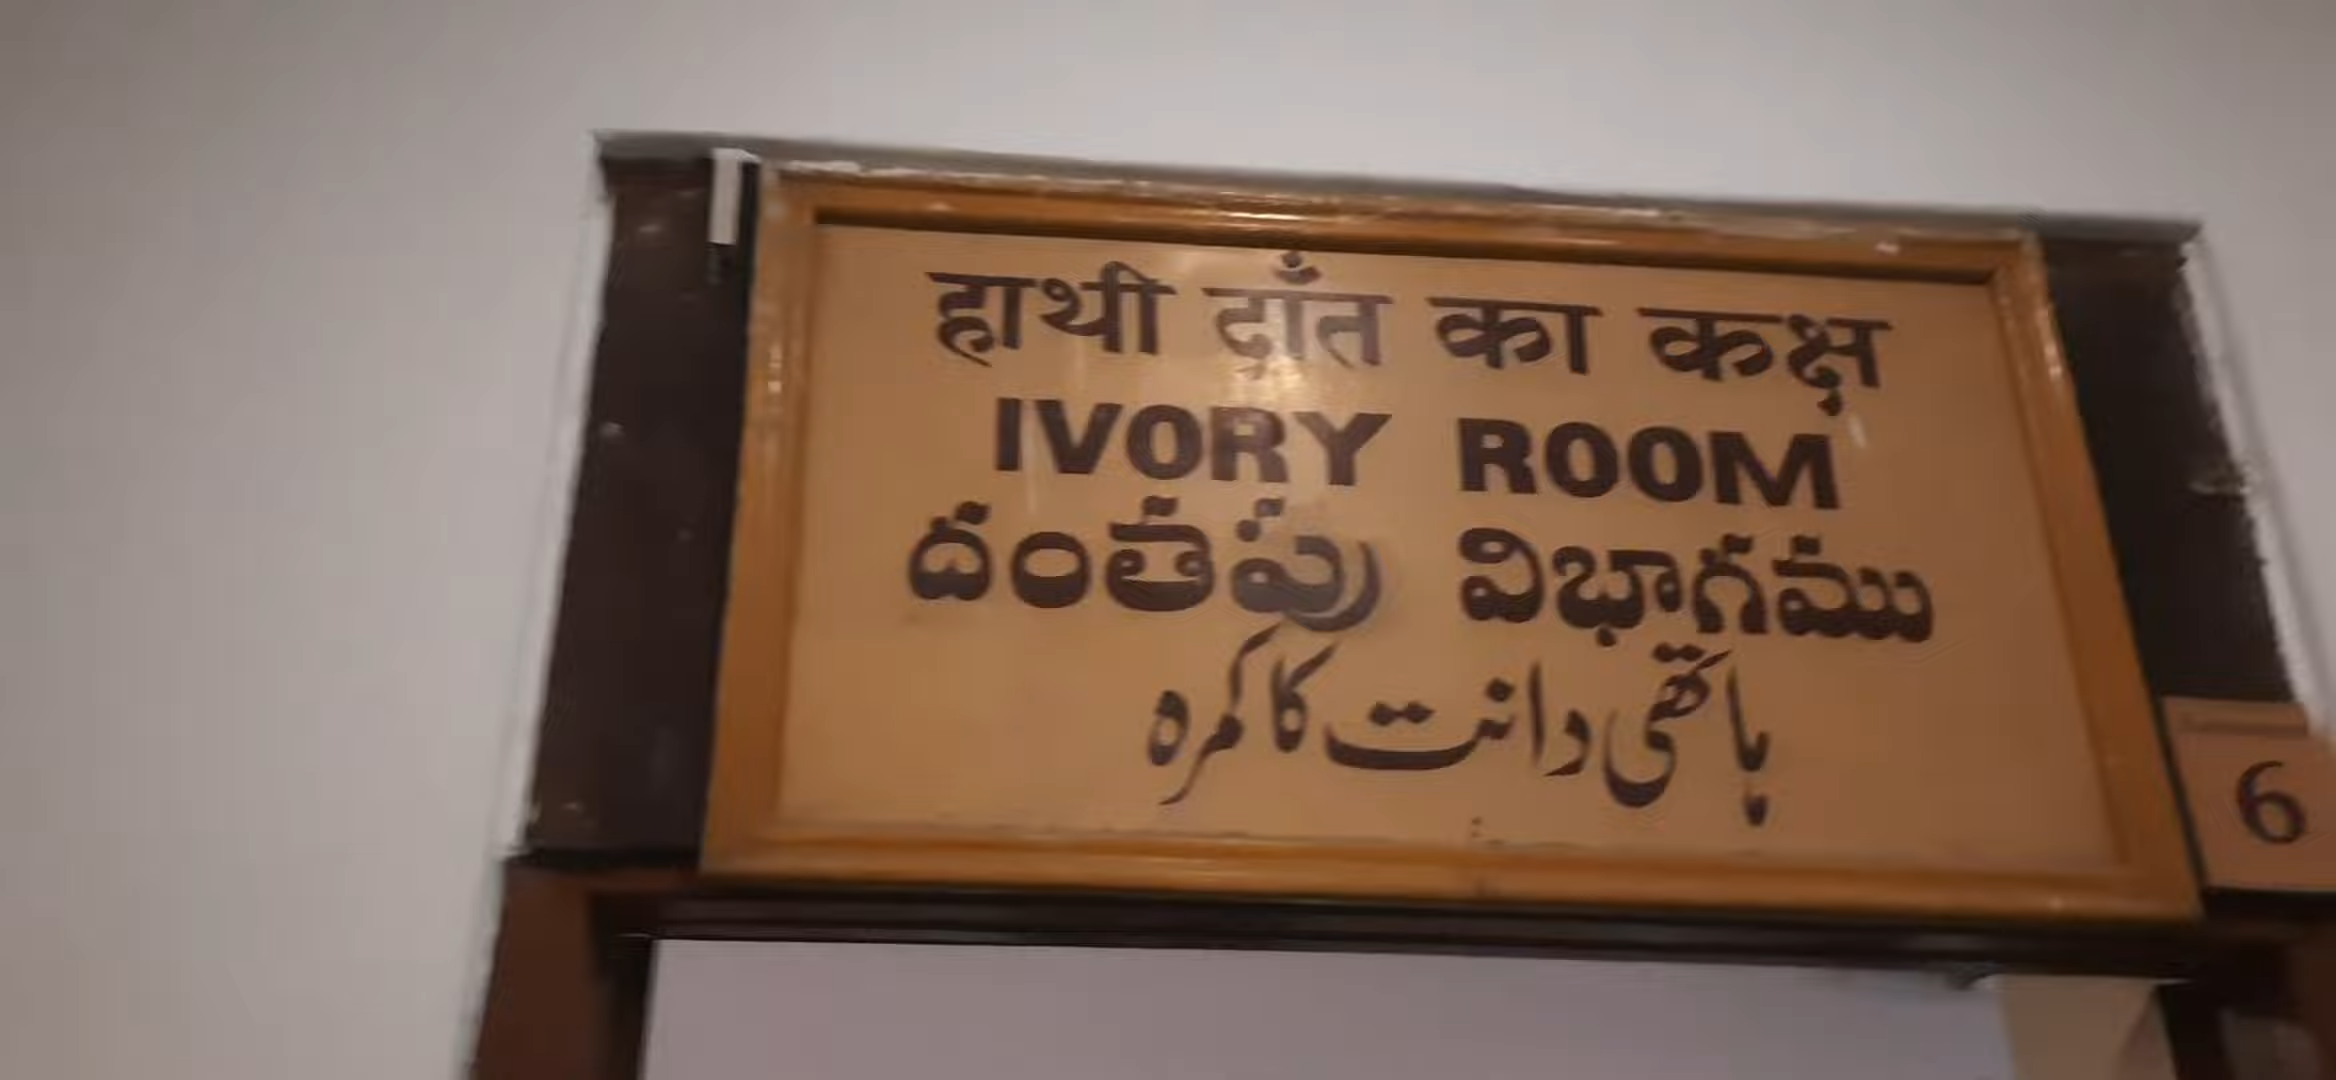 हाथी दाँत का कक्ष
IVORY ROOM
దంతపు విభాగము
ہاتھی دانت کا کمرہ
6